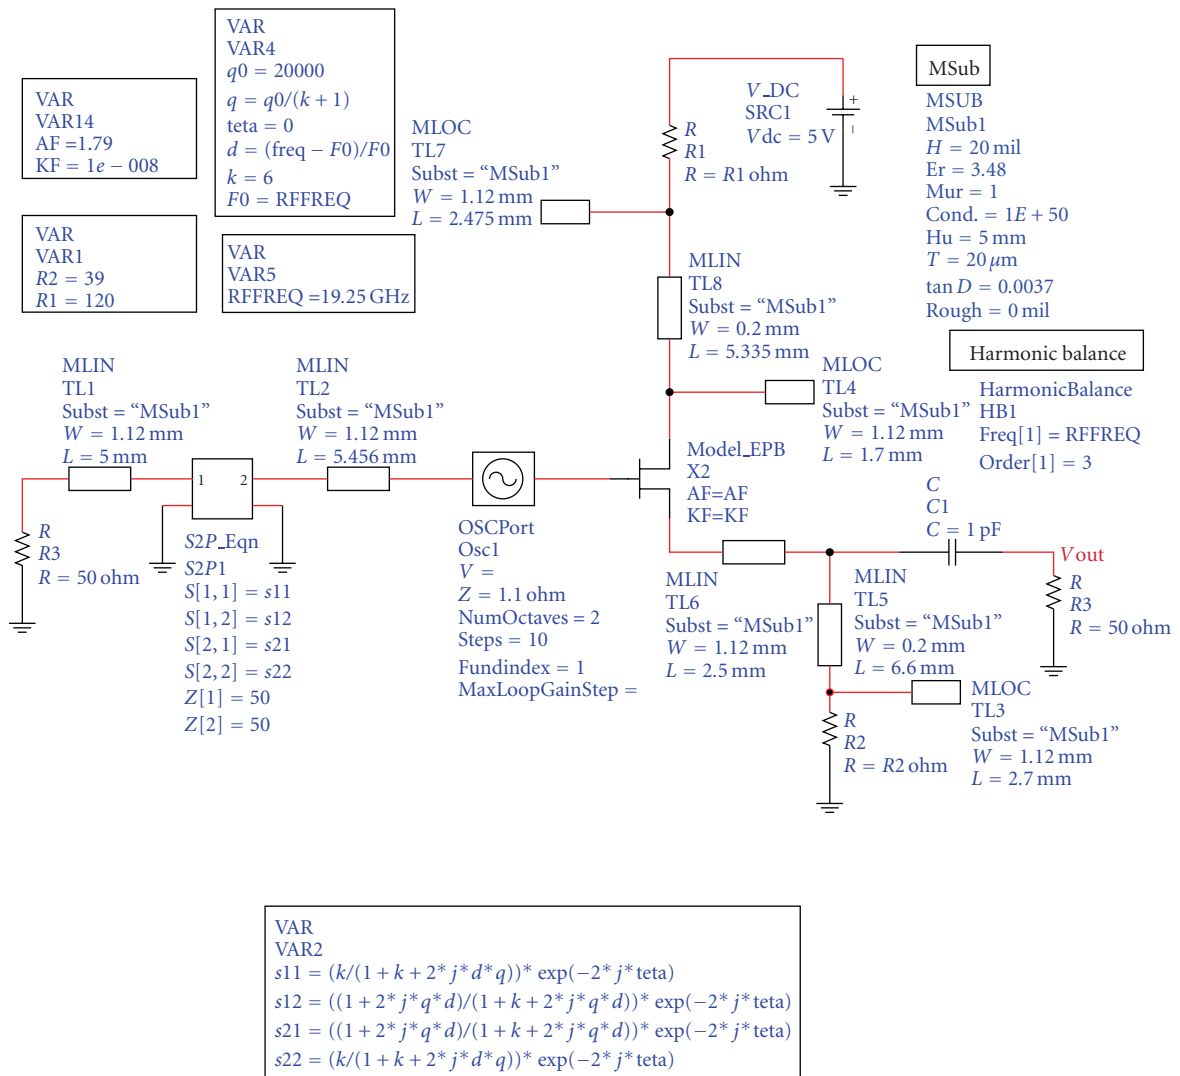 VAR
VAR4
q0 = 20000
q = q0/(k + 1)
teta = 0
d = (freq − F0)/F0
k = 6
F0 = RFFREQ
VAR
VAR14
AF =1.79
KF = 1e − 008
VAR
VAR1
R2 = 39
R1 = 120
VAR
VAR5
RFFREQ =19.25 GHz
MLOC
TL7
Subst = “MSub1”
W = 1.12 mm
L = 2.475 mm
R
R1
R = R1 ohm
V_DC
SRC1
Vdc = 5 V
+
−
MSub
MSUB
MSub1
H = 20 mil
Er = 3.48
Mur = 1
Cond. = 1E + 50
Hu = 5 mm
T = 20 μm
tan D = 0.0037
Rough = 0 mil
MLIN
TL8
Subst = “MSub1”
W = 0.2 mm
L = 5.335 mm
Harmonic balance
HarmonicBalance
HB1
Freq[1] = RFFREQ
Order[1] = 3
MLIN
TL1
Subst = “MSub1”
W = 1.12 mm
L = 5 mm
MLIN
TL2
Subst = “MSub1”
W = 1.12 mm
L = 5.456 mm
MLOC
TL4
Subst = “MSub1”
W = 1.12 mm
L = 1.7 mm
Model_EPB
X2
AF=AF
KF=KF
1
2
R
R3
R = 50 ohm
S2P_Eqn
S2P1
S[1, 1] = s11
S[1, 2] = s12
S[2, 1] = s21
S[2, 2] = s22
Z[1] = 50
Z[2] = 50
OSCPort
Osc1
V =
Z = 1.1 ohm
NumOctaves = 2
Steps = 10
Fundindex = 1
MaxLoopGainStep =
C
C1
C = 1 pF
Vout
R
R3
R = 50 ohm
MLIN
TL6
Subst = “MSub1”
W = 1.12 mm
L = 2.5 mm
MLIN
TL5
Subst = “MSub1”
W = 0.2 mm
L = 6.6 mm
MLOC
TL3
Subst = “MSub1”
W = 1.12 mm
L = 2.7 mm
R
R2
R = R2 ohm
VAR
VAR2
s11 = (k/(1 + k + 2* j* d* q))* exp(−2* j* teta)
s12 = ((1 + 2* j* q* d)/(1 + k + 2* j* q* d))* exp(−2* j* teta)
s21 = ((1 + 2* j* q* d)/(1 + k + 2* j* q* d))* exp(−2* j* teta)
s22 = (k/(1 + k + 2* j* d* q))* exp(−2* j* teta)